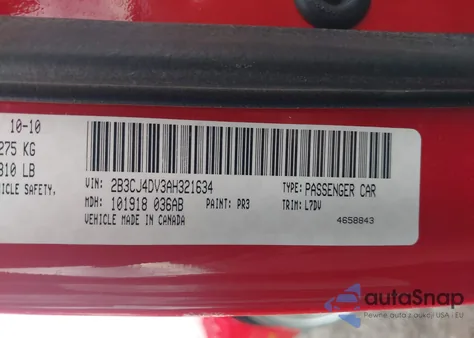 10-10
275 KG
810 LB
HICLE SAFETY,
VIN: 2B3CJ4DV3AH321634
TYPE: PASSENGER CAR
MDH: 101918 036AB
PAINT: PR3
TRIM: L7DV
VEHICLE MADE IN CANADA
4658843
autoSnap
Pewne auta z aukcji USA i EU